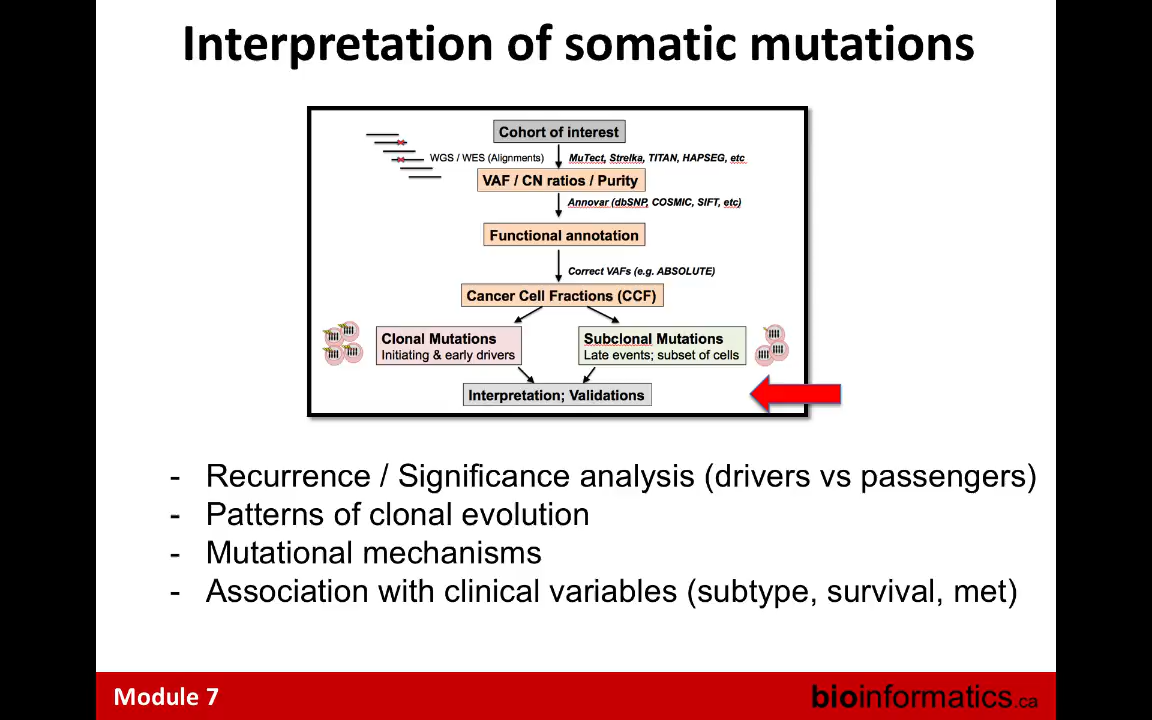 Interpretation of somatic mutations
Cohort of interest
WGS / WES (Alignments)
MuTect, Strelka, TITAN, HAPSEG, etc
VAF / CN ratios / Purity
Annovar (dbSNP, COSMIC, SIFT, etc)
Functional annotation
Correct VAFs (e.g. ABSOLUTE)
Cancer Cell Fractions (CCF)
Clonal Mutations
Initiating & early drivers
Subclonal Mutations
Late events; subset of cells
Interpretation; Validations
- Recurrence / Significance analysis (drivers vs passengers)
- Patterns of clonal evolution
- Mutational mechanisms
- Association with clinical variables (subtype, survival, met)
Module 7
bioinformatics.ca